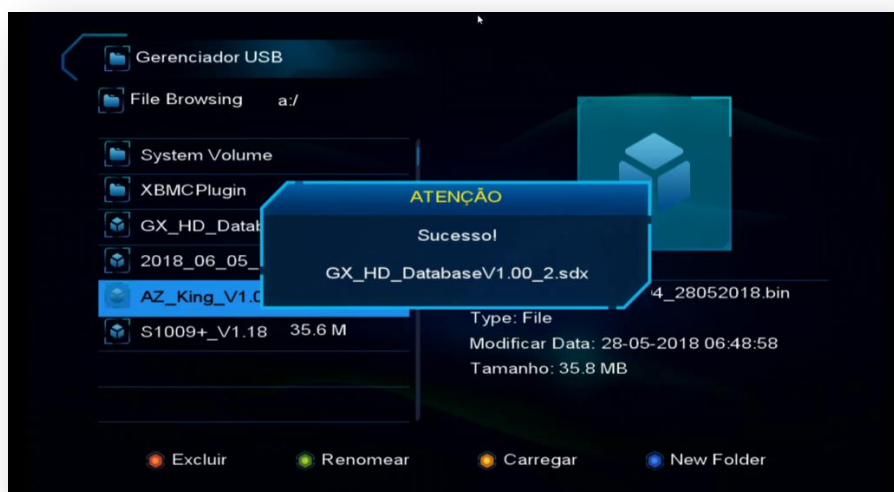 Gerenciador USB
File Browsing a:/
System Volume
XBMCPlugin
GX_HD_Datab
2018_06_05_
AZ_King_V1.0
S1009+_V1.18 35.6 M
ATENÇÃO
Sucesso!
GX_HD_DatabaseV1.00_2.sdx
4_28052018.bin
Type: File
Modificar Data: 28-05-2018 06:48:58
Tamanho: 35.8 MB
Excluir Renomear Carregar New Folder